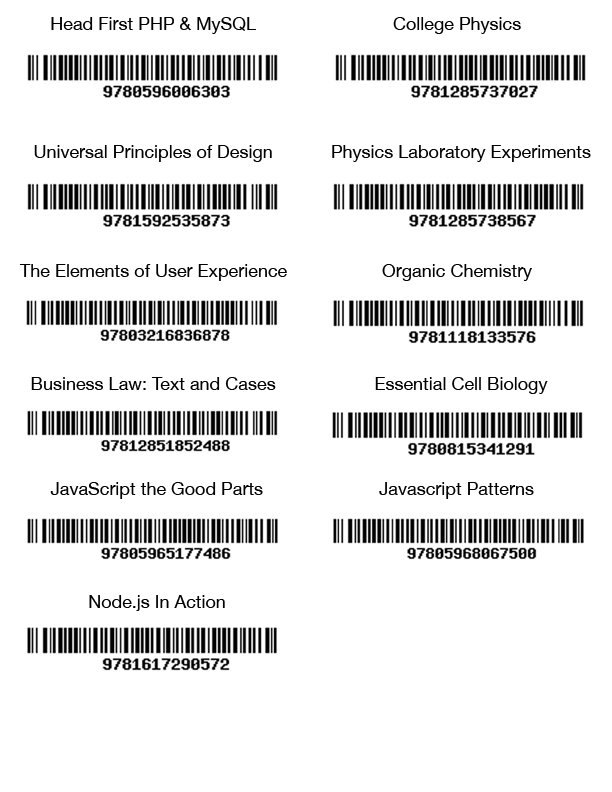 Head First PHP & MySQL
9780596006303
College Physics
9781285737027
Universal Principles of Design
9781592535873
Physics Laboratory Experiments
9781285738567
The Elements of User Experience
97803216836878
Organic Chemistry
9781118133576
Business Law: Text and Cases
97812851852488
Essential Cell Biology
9780815341291
JavaScript the Good Parts
97805965177486
Javascript Patterns
97805968067500
Node.js In Action
9781617290572